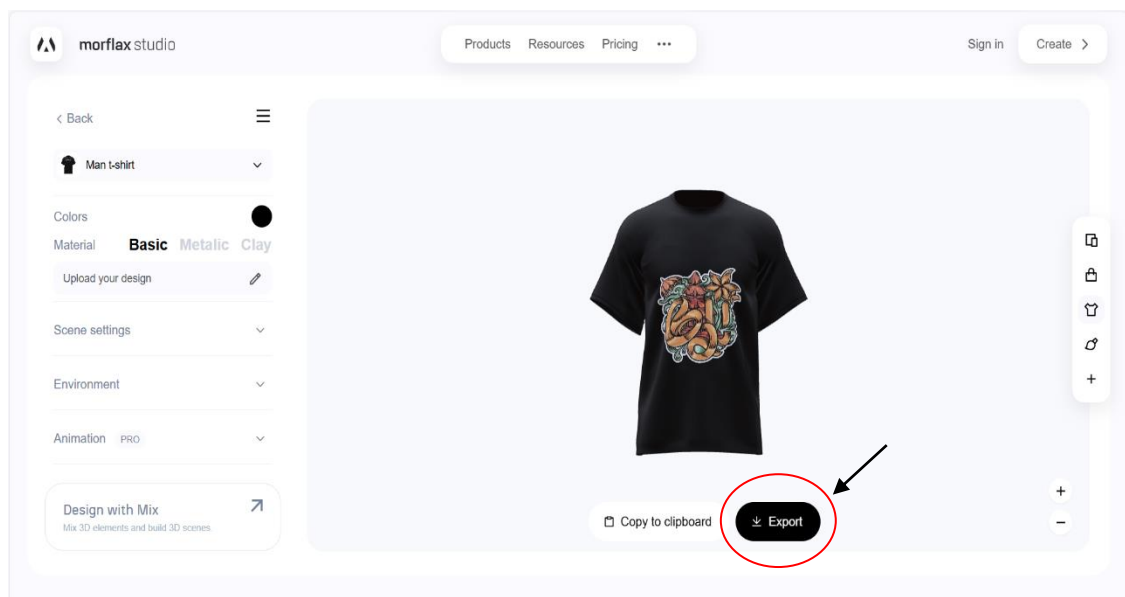 morflax studio
Products Resources Pricing •••
Sign in
Create >
< Back
Man t-shirt
Colors
Material Basic Metalic Clay
Upload your design
Scene settings
Environment
Animation PRO
Design with Mix
Mix 3D elements and build 3D scenes.
Copy to clipboard
Export